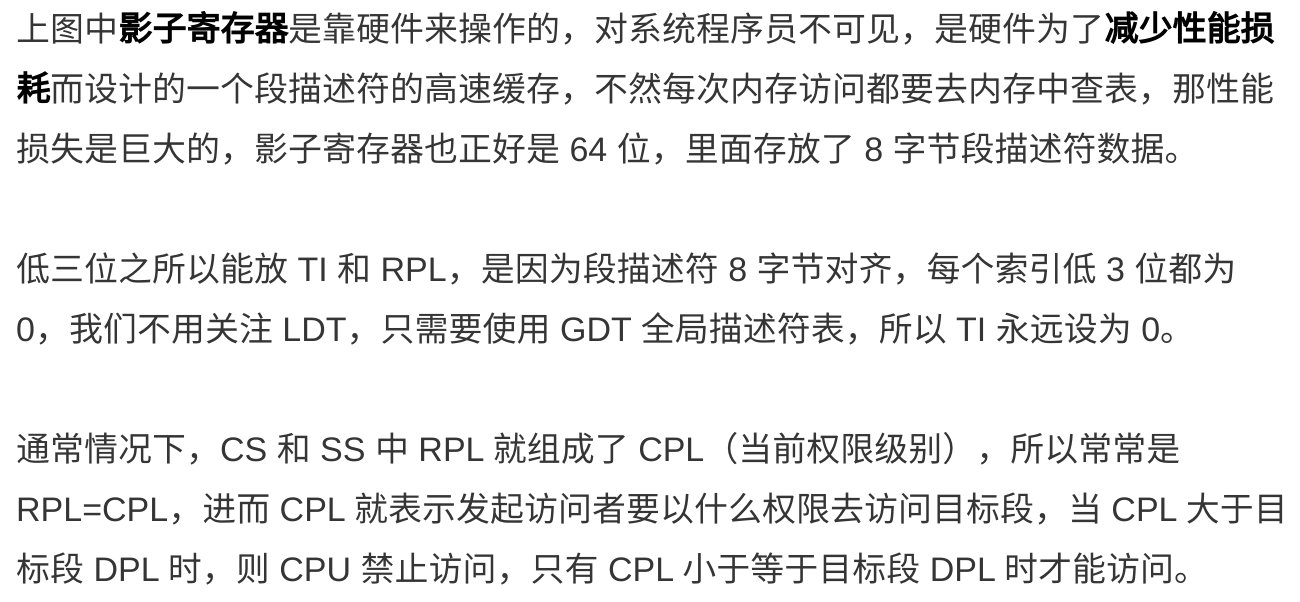 上图中影子寄存器是靠硬件来操作的，对系统程序员不可见，是硬件为了减少性能损
耗而设计的一个段描述符的高速缓存，不然每次内存访问都要去内存中查表，那性能
损失是巨大的，影子寄存器也正好是 64 位，里面存放了 8 字节段描述符数据。
低三位之所以能放 TI 和 RPL，是因为段描述符 8 字节对齐，每个索引低 3 位都为
0，我们不用关注 LDT，只需要使用 GDT 全局描述符表，所以 TI 永远设为 0。
通常情况下，CS 和 SS 中 RPL 就组成了 CPL（当前权限级别），所以常常是
RPL=CPL，进而 CPL 就表示发起访问者要以什么权限去访问目标段，当 CPL 大于目
标段 DPL 时，则 CPU 禁止访问，只有 CPL 小于等于目标段 DPL 时才能访问。